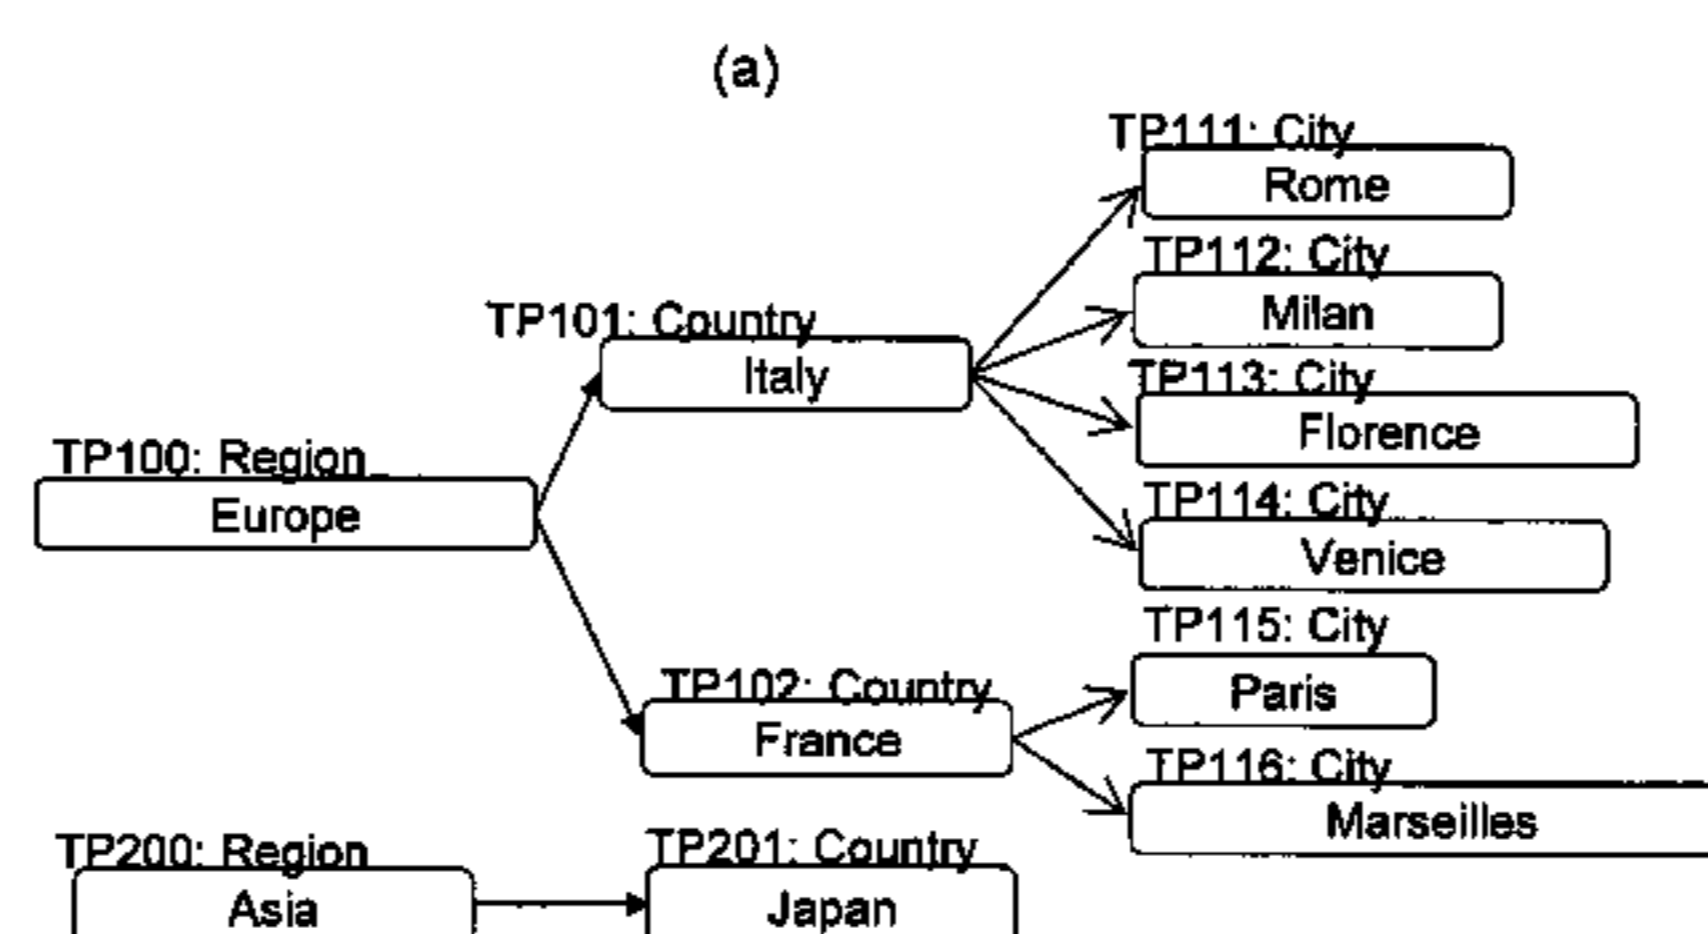 (a)
TP111: City
Rome
TP112: City
Milan
TP101: Country
Italy
TP113: City
Florence
TP100: Region
Europe
TP114: City
Venice
TP115: City
Paris
TP102: Country
France
TP116: City
Marseilles
TP200: Region
Asia
TP201: Country
Japan